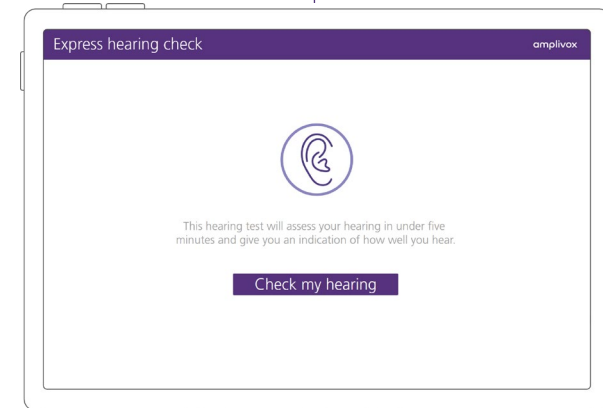 Express hearing check
amplivox
This hearing test will assess your hearing in under five
minutes and give you an indication of how well you hear.
Check my hearing